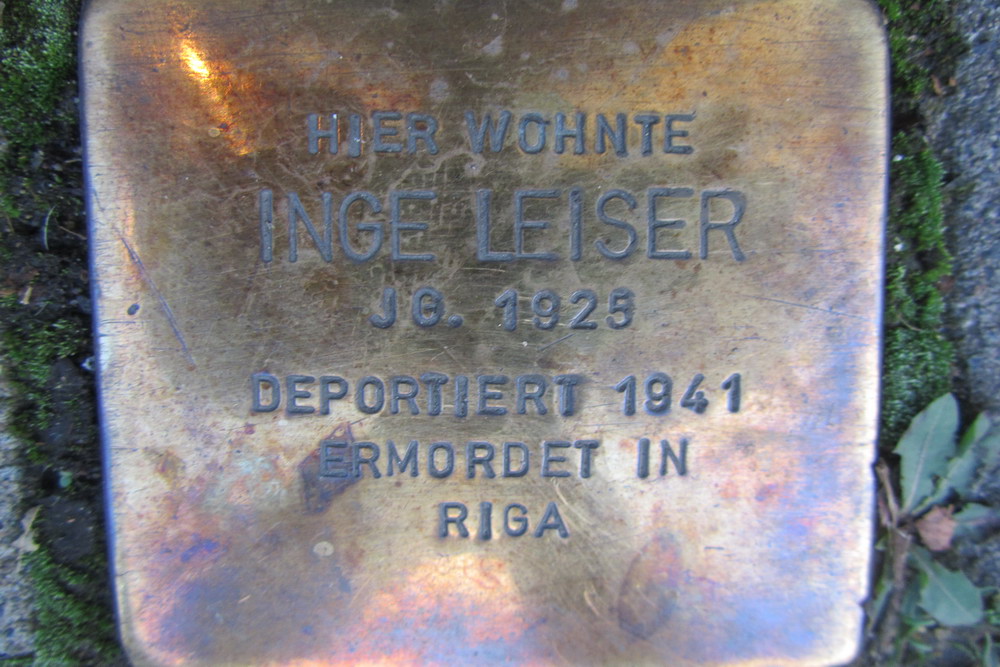 HIER WOHNTE
INGE LEISER
JG. 1925
DEPORTIERT 1941
ERMORDET IN
RIGA